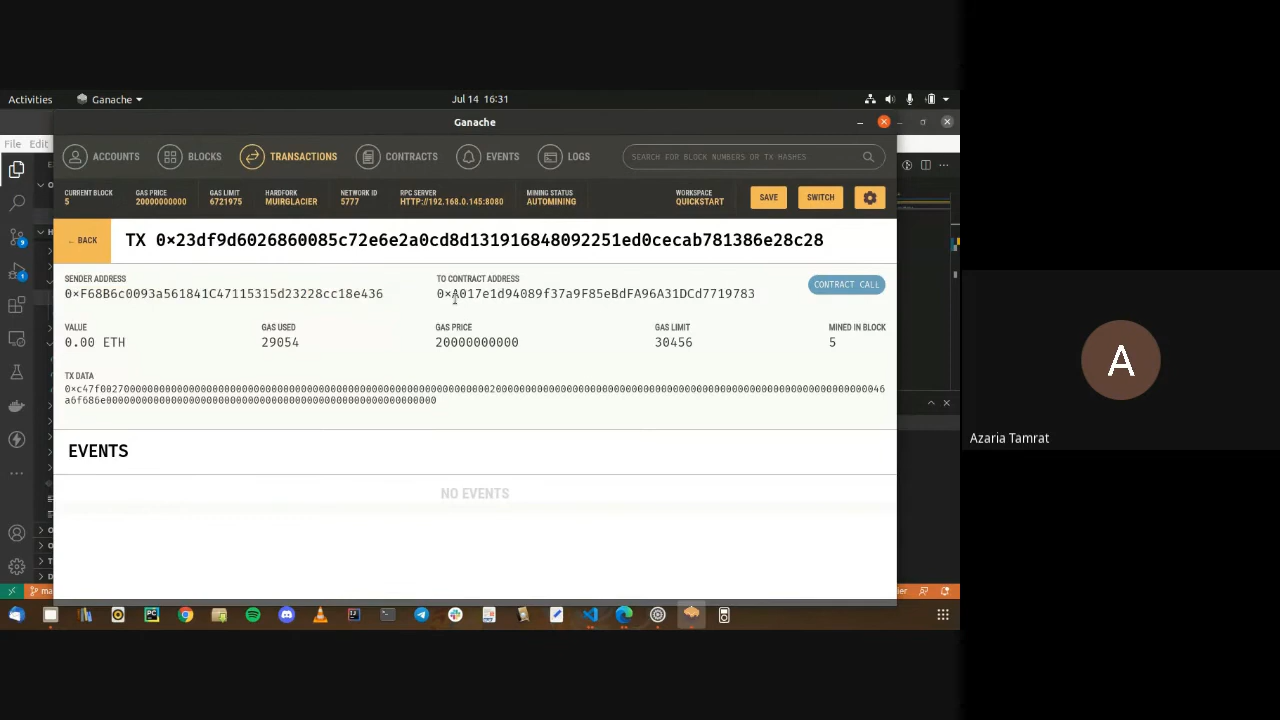 Activities
Ganache
Jul 14 16:31
Ganache
File Edit
ACCOUNTS
BLOCKS
TRANSACTIONS
CONTRACTS
EVENTS
LOGS
SEARCH FOR BLOCK NUMBERS OR TX HASHES
CURRENT BLOCK
5
GAS PRICE
20000000000
GAS LIMIT
6721975
HARDFORK
MUIRGLACIER
NETWORK ID
5777
RPC SERVER
HTTP://192.168.0.145:8080
MINING STATUS
AUTOMINING
WORKSPACE
QUICKSTART
SAVE
SWITCH
← BACK
TX 0×23df9d6026860085c72e6e2a0cd8d131916848092251ed0cecab781386e28c28
SENDER ADDRESS
0×F68B6c0093a561841C47115315d23228cc18e436
TO CONTRACT ADDRESS
0×A017e1d94089f37a9F85eBdFA96A31DCd7719783
CONTRACT CALL
VALUE
0.00 ETH
GAS USED
29054
GAS PRICE
20000000000
GAS LIMIT
30456
MINED IN BLOCK
5
TX DATA
EVENTS
NO EVENTS
A
Azaria Tamrat